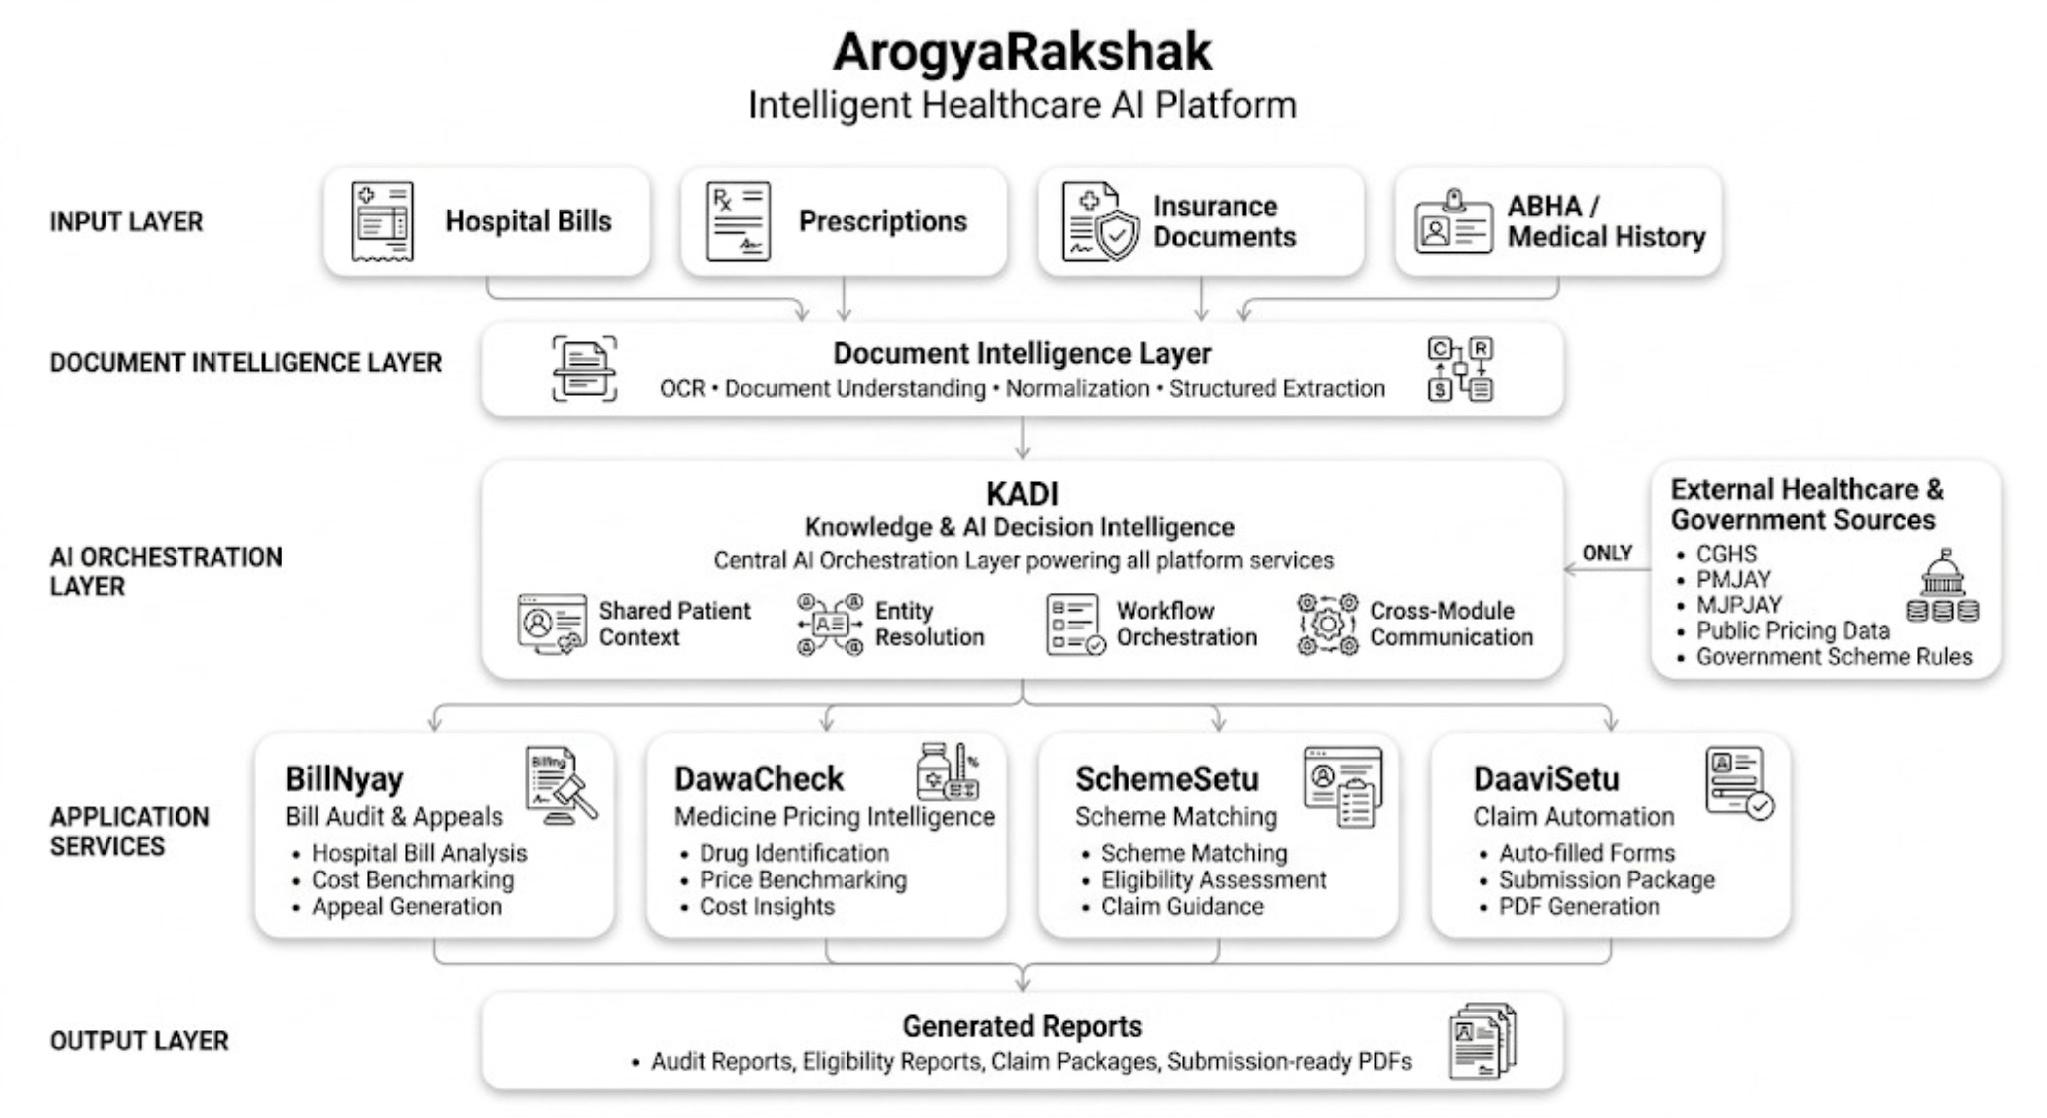 ArogyaRakshak
Intelligent Healthcare AI Platform
INPUT LAYER
Hospital Bills
Prescriptions
Insurance
Documents
ABHA /
Medical History
DOCUMENT INTELLIGENCE LAYER
Document Intelligence Layer
OCR • Document Understanding • Normalization • Structured Extraction
C
R
$
AI ORCHESTRATION
LAYER
KADI
Knowledge & AI Decision Intelligence
Central AI Orchestration Layer powering all platform services
Shared Patient
Context
Entity
Resolution
Workflow
Orchestration
Cross-Module
Communication
ONLY
External Healthcare &
Government Sources
• CGHS
• PMJAY
• MJPJAY
• Public Pricing Data
• Government Scheme Rules
APPLICATION
SERVICES
BillNyay
Billing
Bill Audit & Appeals
• Hospital Bill Analysis
• Cost Benchmarking
• Appeal Generation
DawaCheck
%
Medicine Pricing Intelligence
• Drug Identification
• Price Benchmarking
• Cost Insights
SchemeSetu
Scheme Matching
• Scheme Matching
• Eligibility Assessment
• Claim Guidance
DaaviSetu
Claim Automation
• Auto-filled Forms
• Submission Package
• PDF Generation
OUTPUT LAYER
Generated Reports
• Audit Reports, Eligibility Reports, Claim Packages, Submission-ready PDFs